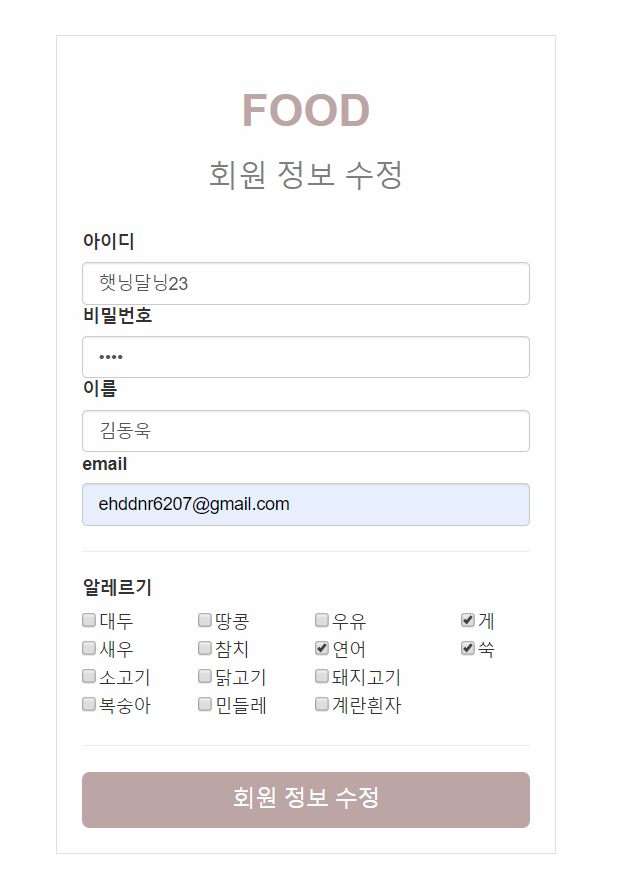 FOOD
회원 정보 수정
아이디
햇닝달닝23
비밀번호
••••
이름
김동욱
email
ehddnr6207@gmail.com
알레르기
대두 땅콩 우유 게
새우 참치 연어 쑥
소고기 닭고기 돼지고기
복숭아 민들레 계란흰자
회원 정보 수정